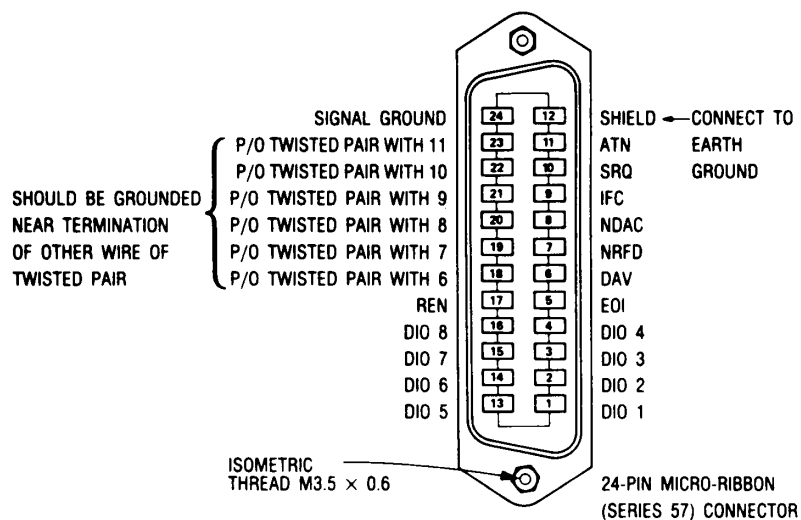 SIGNAL GROUND 24 12 SHIELD ← CONNECT TO
P/O TWISTED PAIR WITH 11 23 11 ATN EARTH
P/O TWISTED PAIR WITH 10 22 10 SRQ GROUND
SHOULD BE GROUNDED P/O TWISTED PAIR WITH 9 21 9 IFC
NEAR TERMINATION P/O TWISTED PAIR WITH 8 20 8 NDAC
OF OTHER WIRE OF P/O TWISTED PAIR WITH 7 19 7 NRFD
TWISTED PAIR P/O TWISTED PAIR WITH 6 18 6 DAV
REN 17 5 EOI
DIO 8 16 4 DIO 4
DIO 7 15 3 DIO 3
DIO 6 14 2 DIO 2
DIO 5 13 1 DIO 1
ISOMETRIC
THREAD M3.5 × 0.6
24-PIN MICRO-RIBBON
(SERIES 57) CONNECTOR